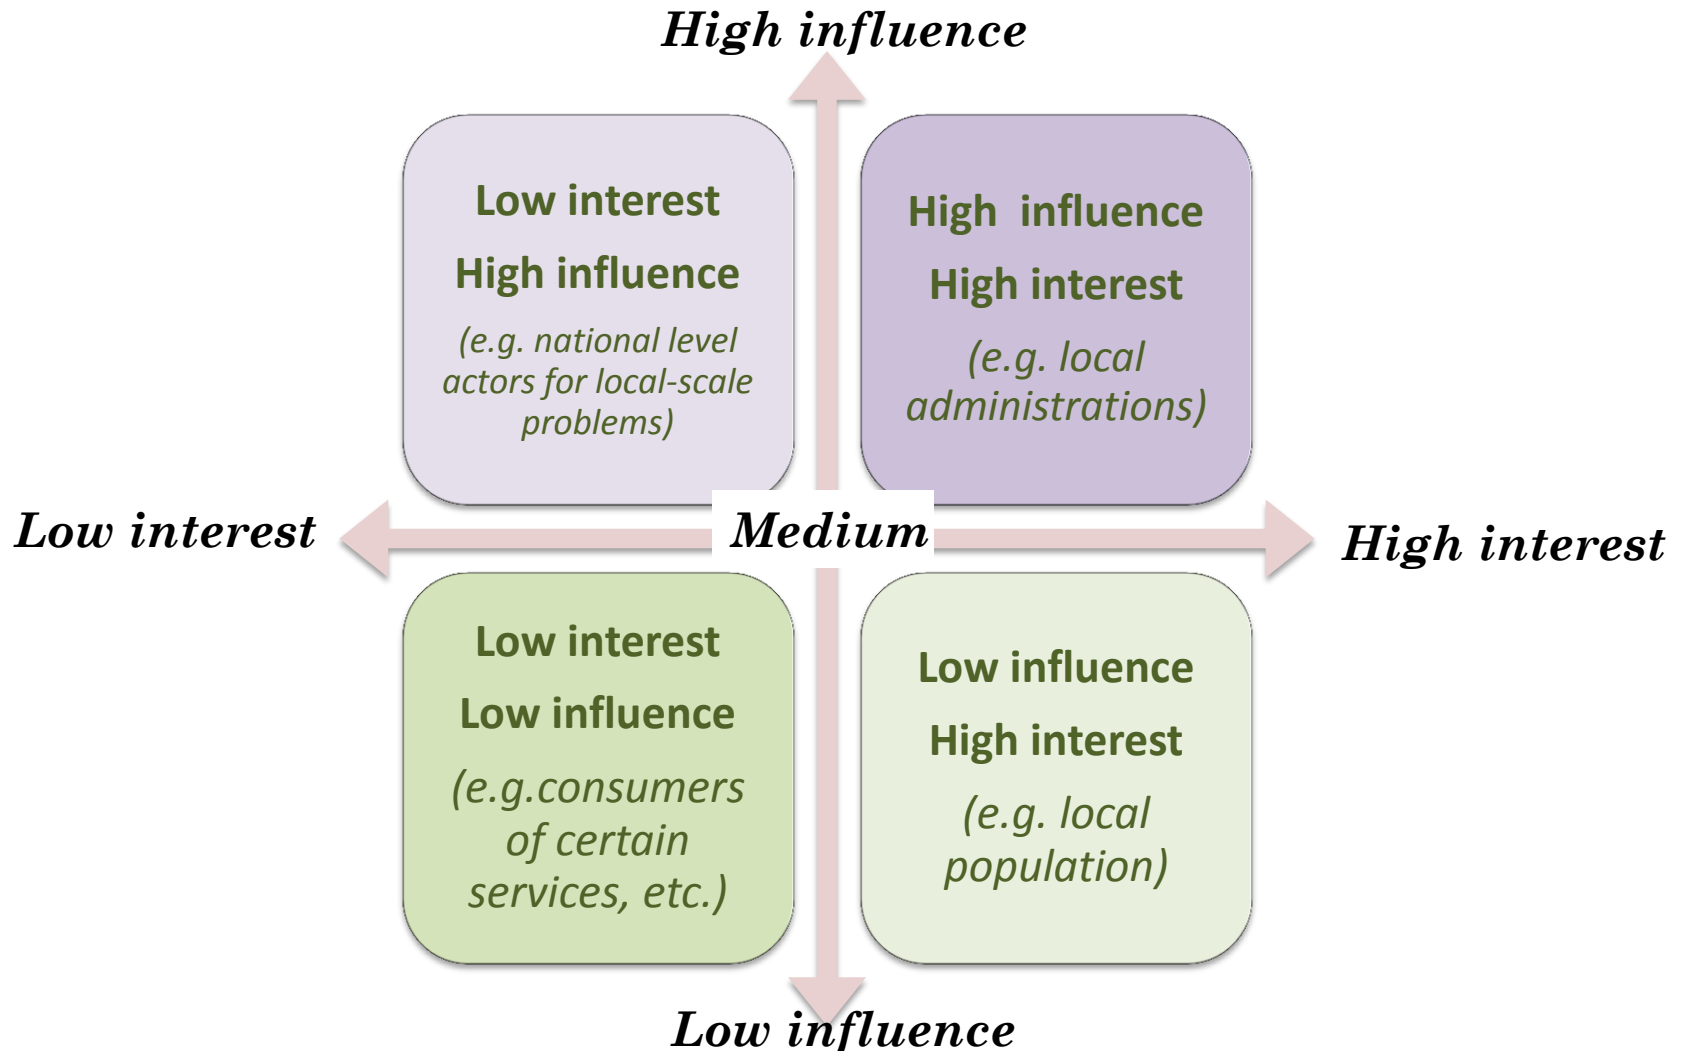 High influence
Low interest
High influence
(e.g. national level
actors for local-scale
problems)
High  influence
High interest
(e.g. local
administrations)
Low interest
Medium
High interest
Low interest
Low influence
(e.g.consumers
of certain
services, etc.)
Low influence
High interest
(e.g. local
population)
Low influence